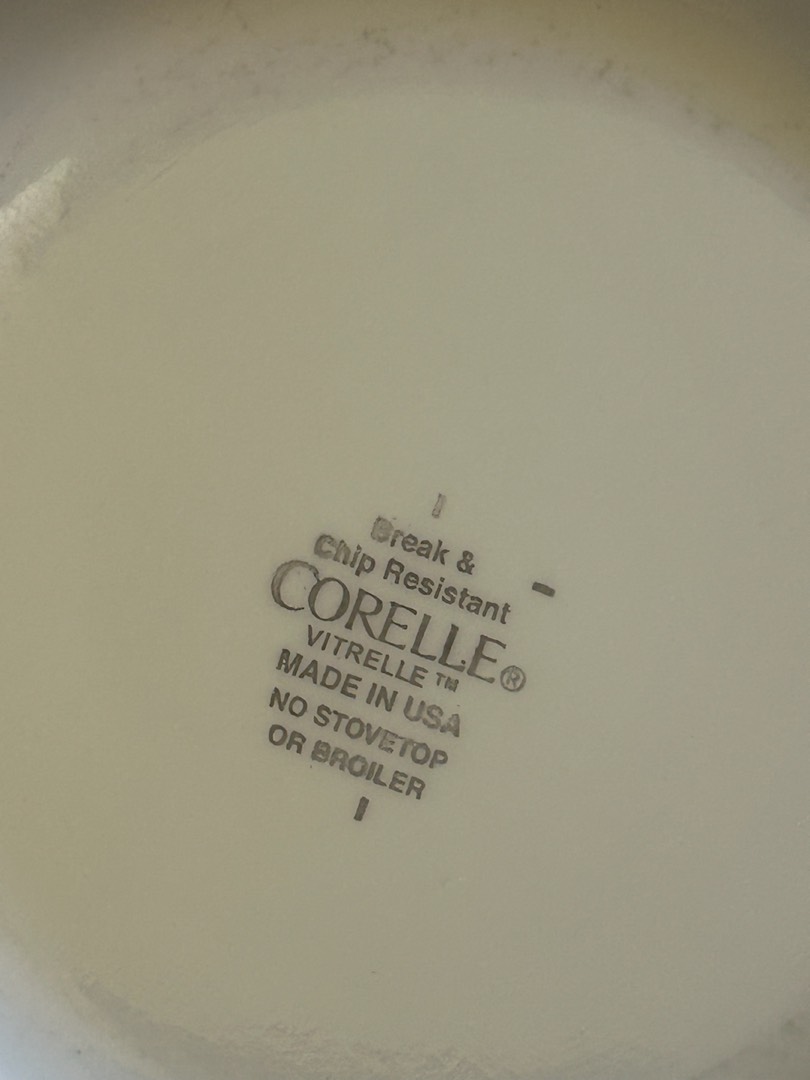 Break &
Chip Resistant
CORELLE®
VITRELLE™
MADE IN USA
NO STOVETOP
OR BROILER